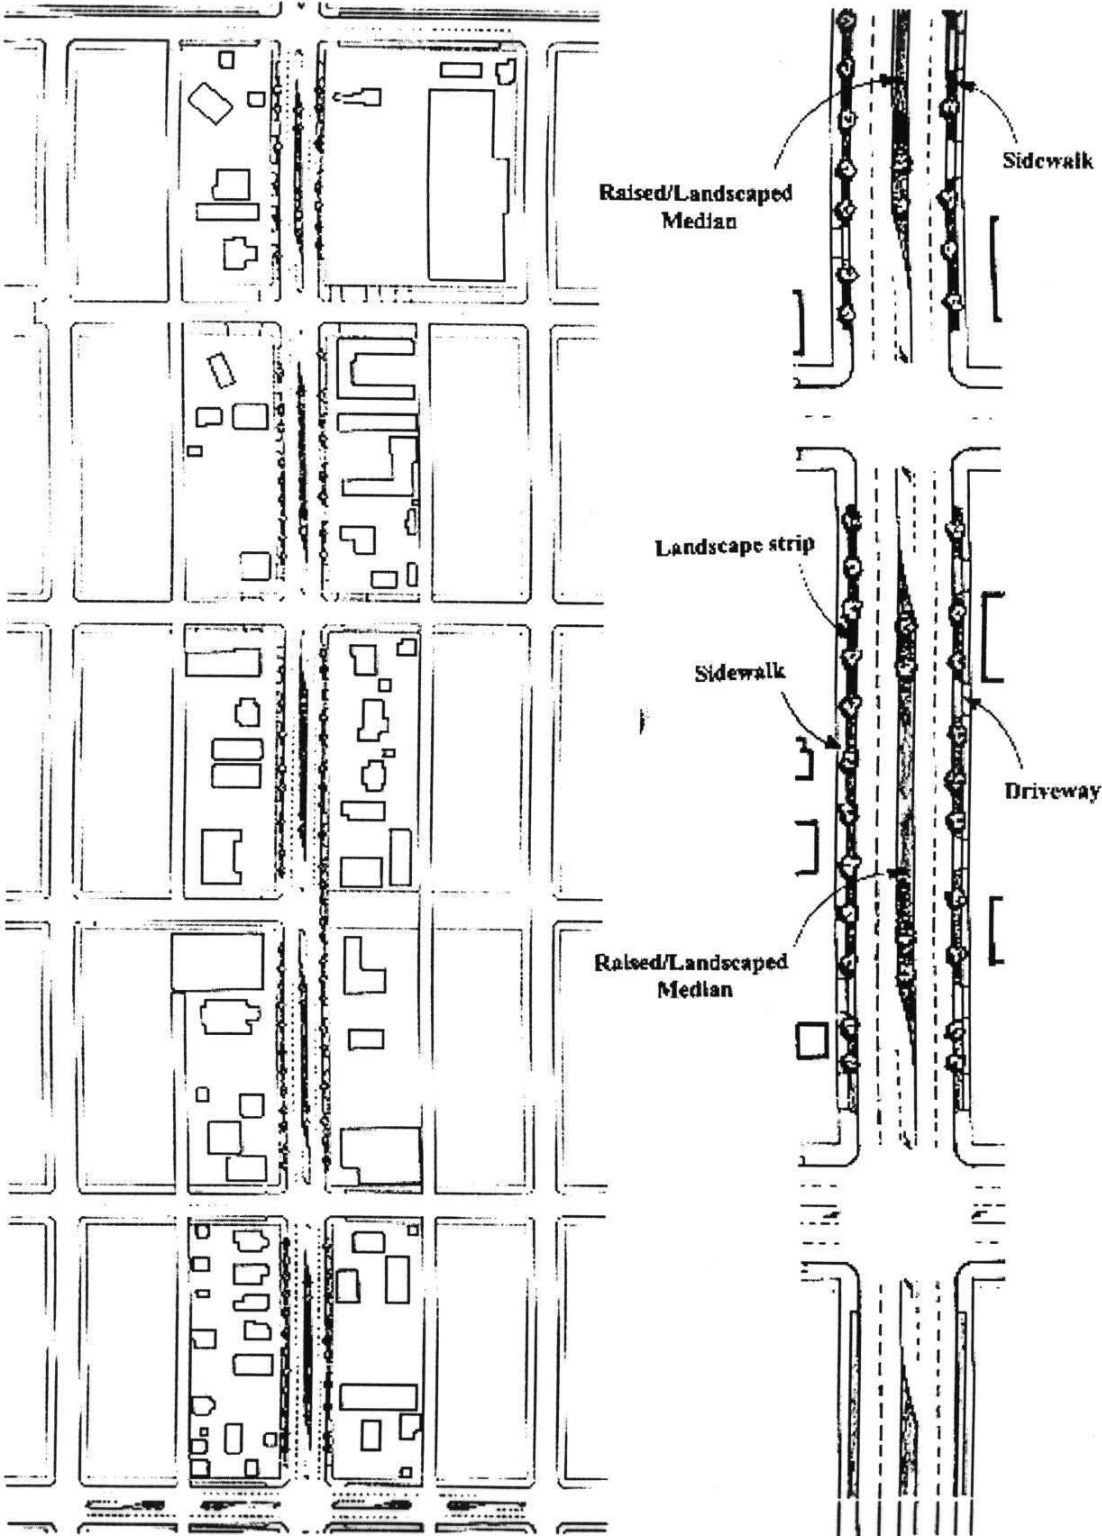 Sidewalk
Raised/Landscaped
Median
Landscape strip
Sidewalk
Driveway
Raised/Landscaped
Median